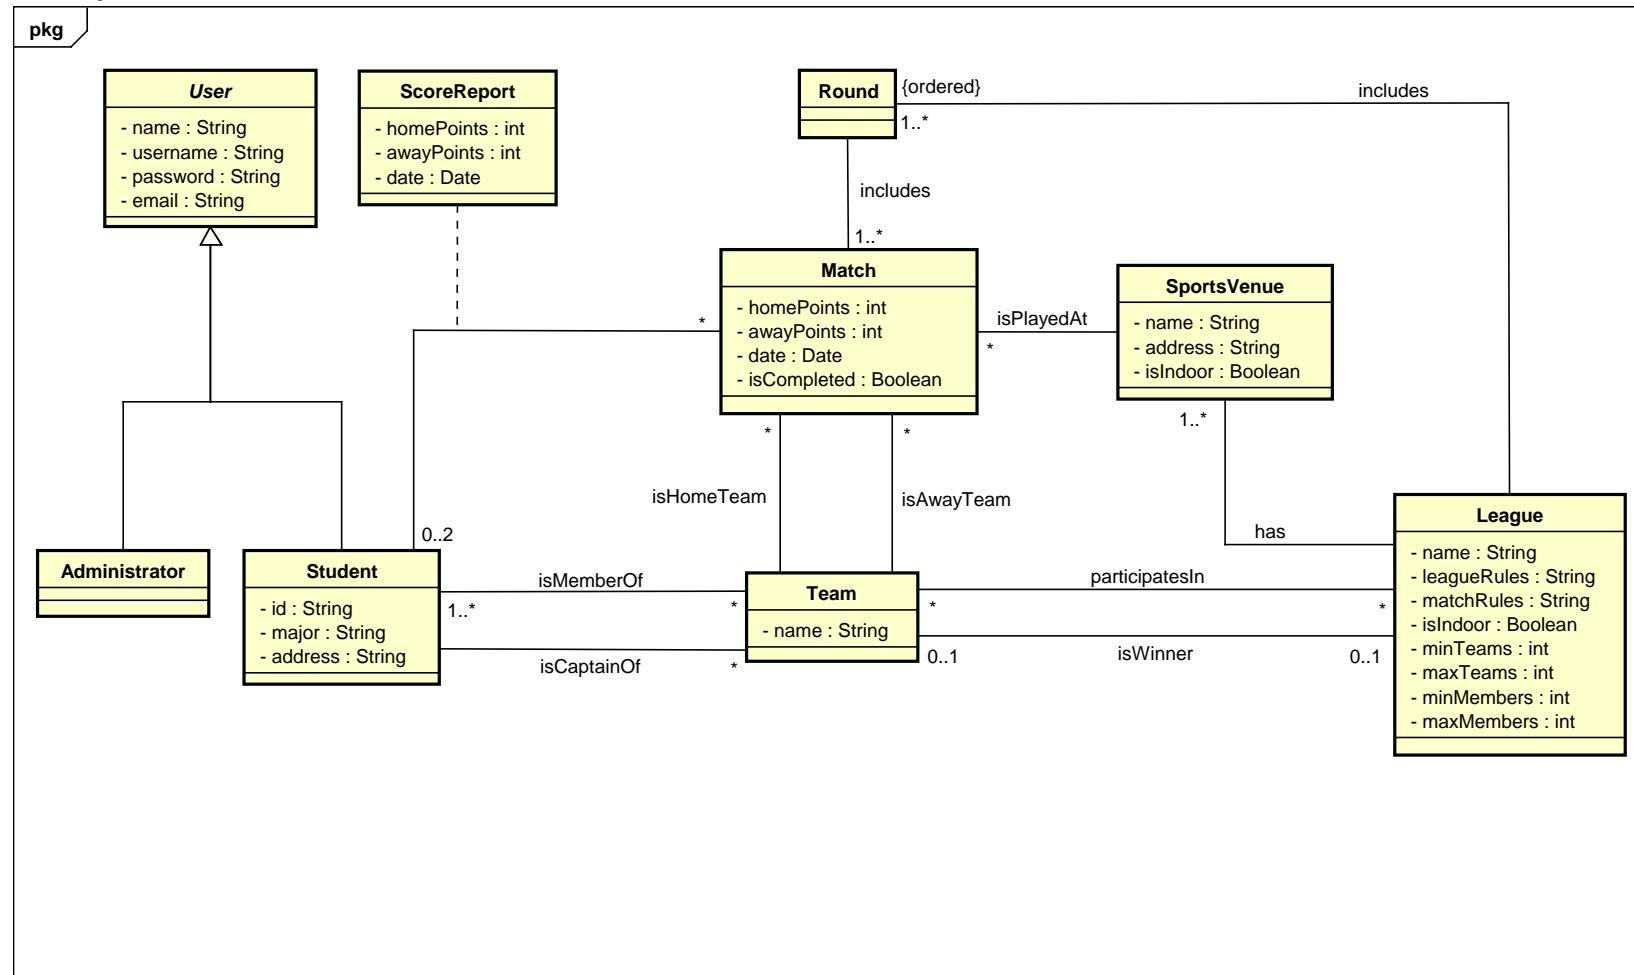 pkg
User
- name : String
- username : String
- password : String
- email : String
ScoreReport
- homePoints : int
- awayPoints : int
- date : Date
Round
{ordered}
1..*
includes
includes
1..*
Match
- homePoints : int
- awayPoints : int
- date : Date
- isCompleted : Boolean
*
isPlayedAt
*
SportsVenue
- name : String
- address : String
- isIndoor : Boolean
1..*
has
*
*
isHomeTeam
isAwayTeam
0..2
Administrator
Student
- id : String
- major : String
- address : String
isMemberOf
1..*
*
isCaptainOf
*
Team
- name : String
participatesIn
*
*
0..1
isWinner
0..1
League
- name : String
- leagueRules : String
- matchRules : String
- isIndoor : Boolean
- minTeams : int
- maxTeams : int
- minMembers : int
- maxMembers : int